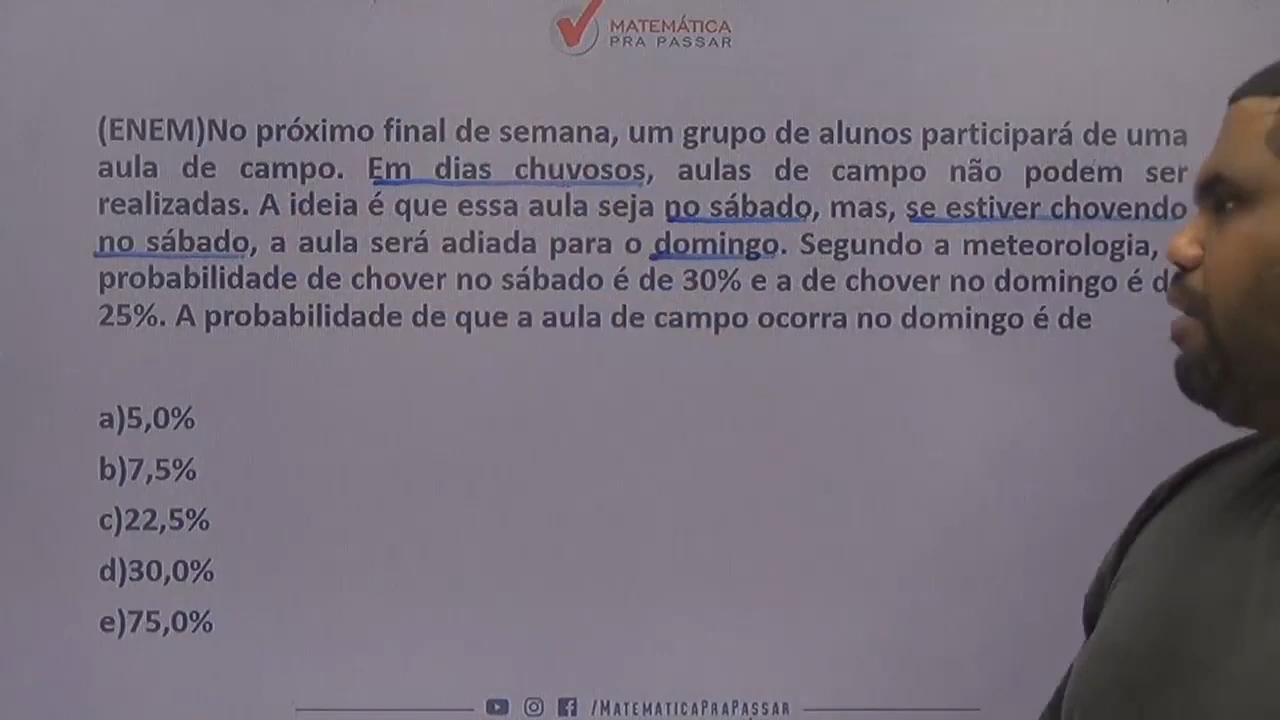 MATEMÁTICA
PRA PASSAR
(ENEM)No próximo final de semana, um grupo de alunos participará de uma
aula de campo. Em dias chuvosos, aulas de campo não podem ser
realizadas. A ideia é que essa aula seja no sábado, mas, se estiver chovendo
no sábado, a aula será adiada para o domingo. Segundo a meteorologia,
probabilidade de chover no sábado é de 30% e a de chover no domingo é
25%. A probabilidade de que a aula de campo ocorra no domingo é de
a)5,0%
b)7,5%
c)22,5%
d)30,0%
e)75,0%
/MATEMATICAPRAPASSAR